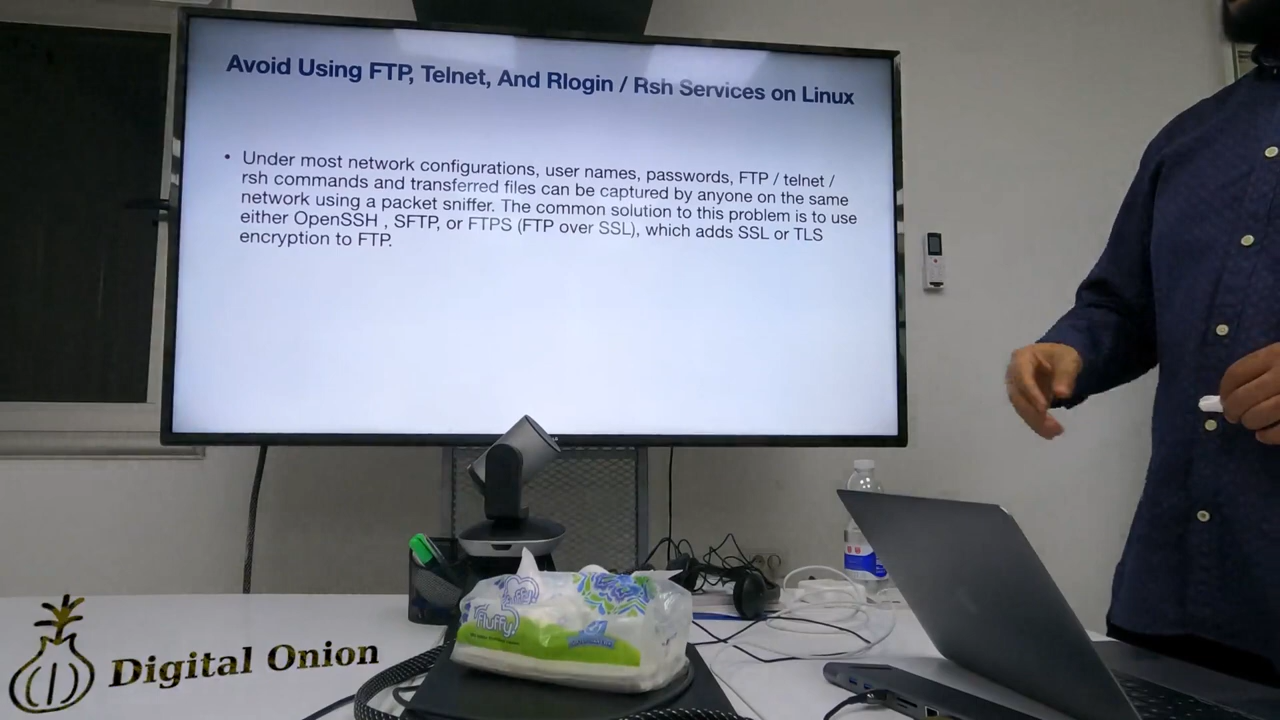 Avoid Using FTP, Telnet, And Rlogin / Rsh Services on Linux
• Under most network configurations, user names, passwords, FTP / telnet /
rsh commands and transferred files can be captured by anyone on the same
network using a packet sniffer. The common solution to this problem is to use
either OpenSSH , SFTP, or FTPS (FTP over SSL), which adds SSL or TLS
encryption to FTP.
Fluffy
Fluffy
Digital Onion